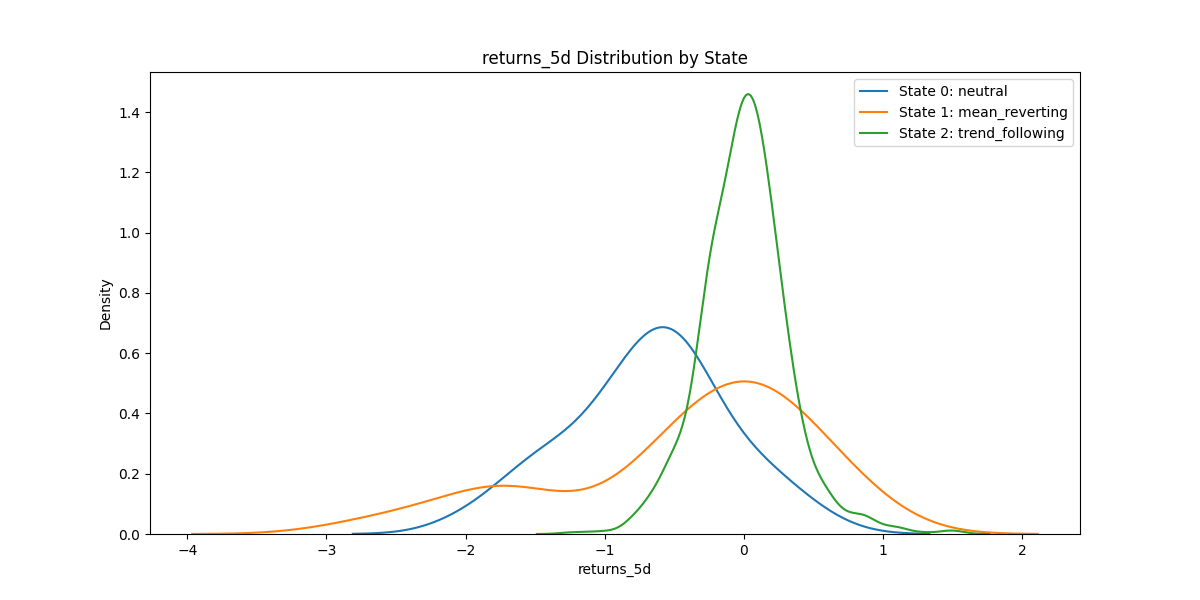 returns_5d Distribution by State
State 0: neutral
State 1: mean_reverting
State 2: trend_following
Density
1.4
1.2
1.0
0.8
0.6
0.4
0.2
0.0
−4 −3 −2 −1 0 1 2
returns_5d